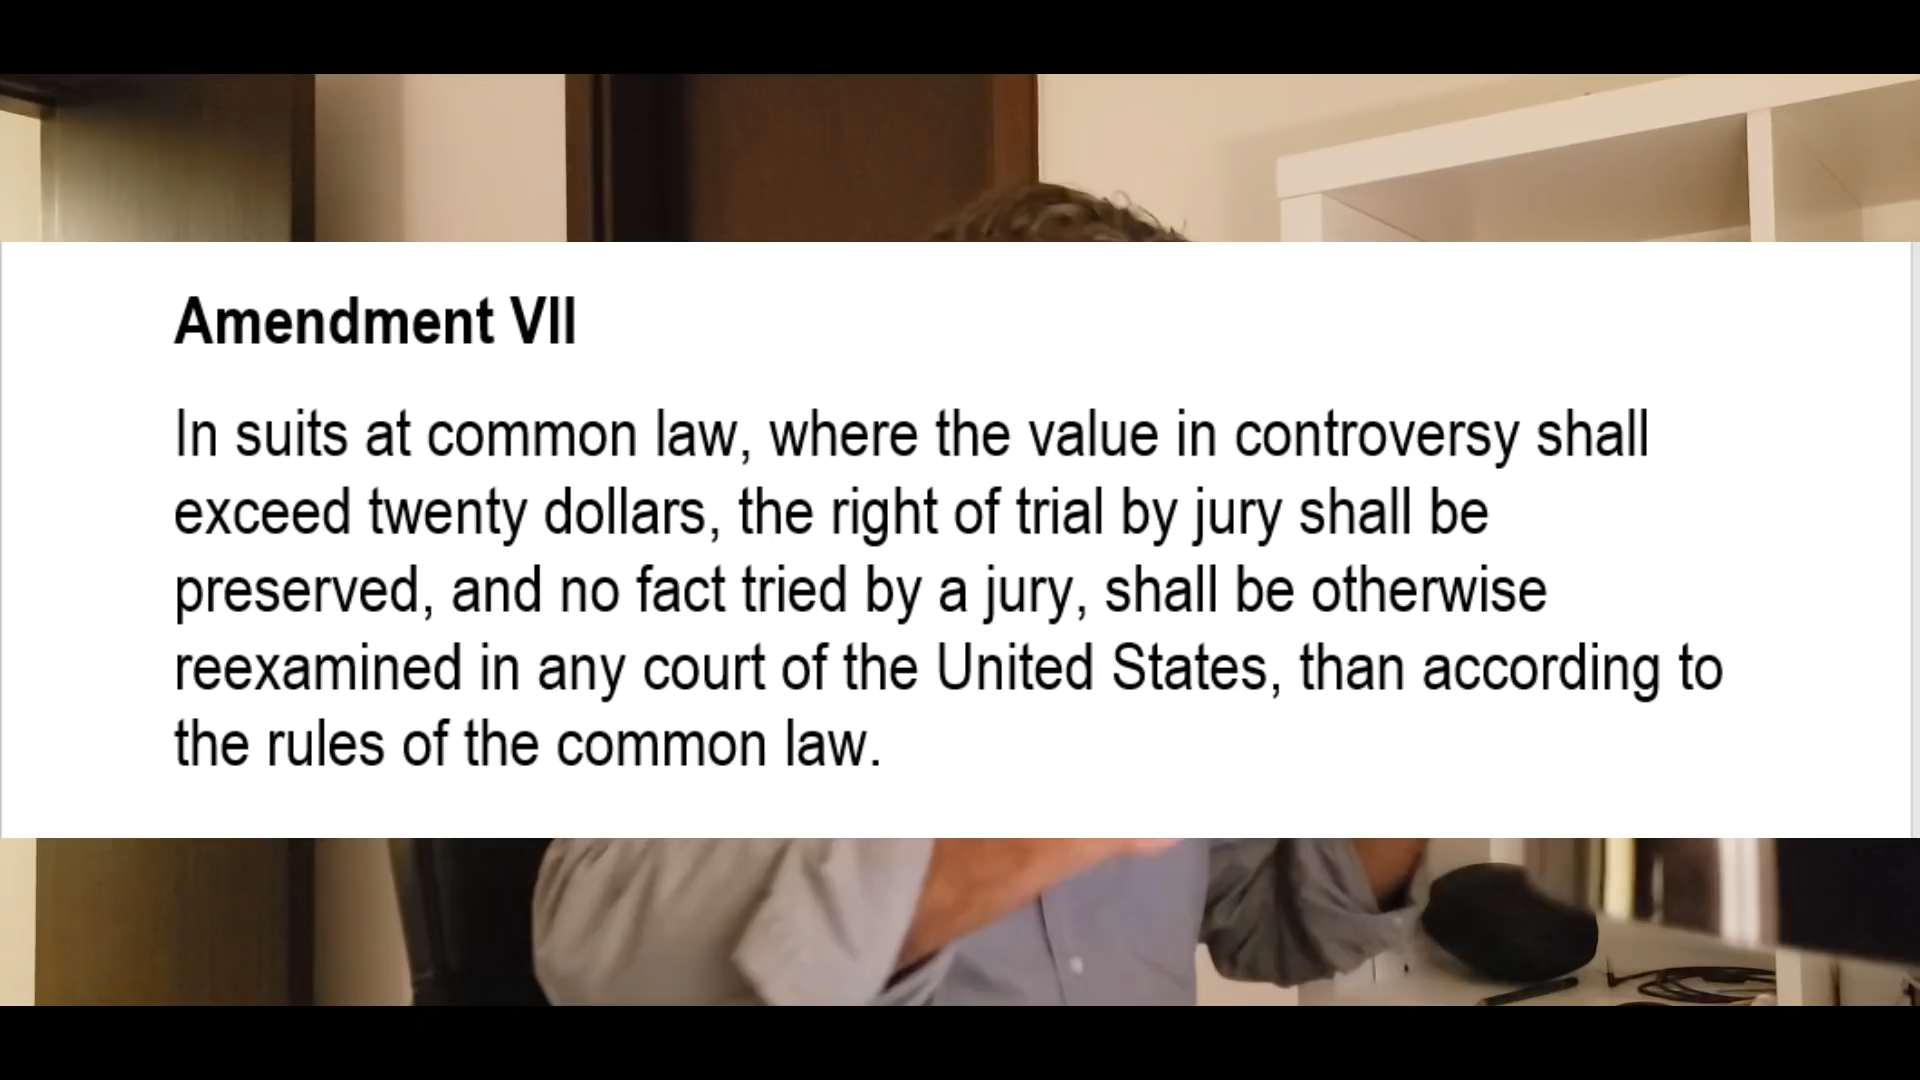 Amendment VII
In suits at common law, where the value in controversy shall
exceed twenty dollars, the right of trial by jury shall be
preserved, and no fact tried by a jury, shall be otherwise
reexamined in any court of the United States, than according to
the rules of the common law.